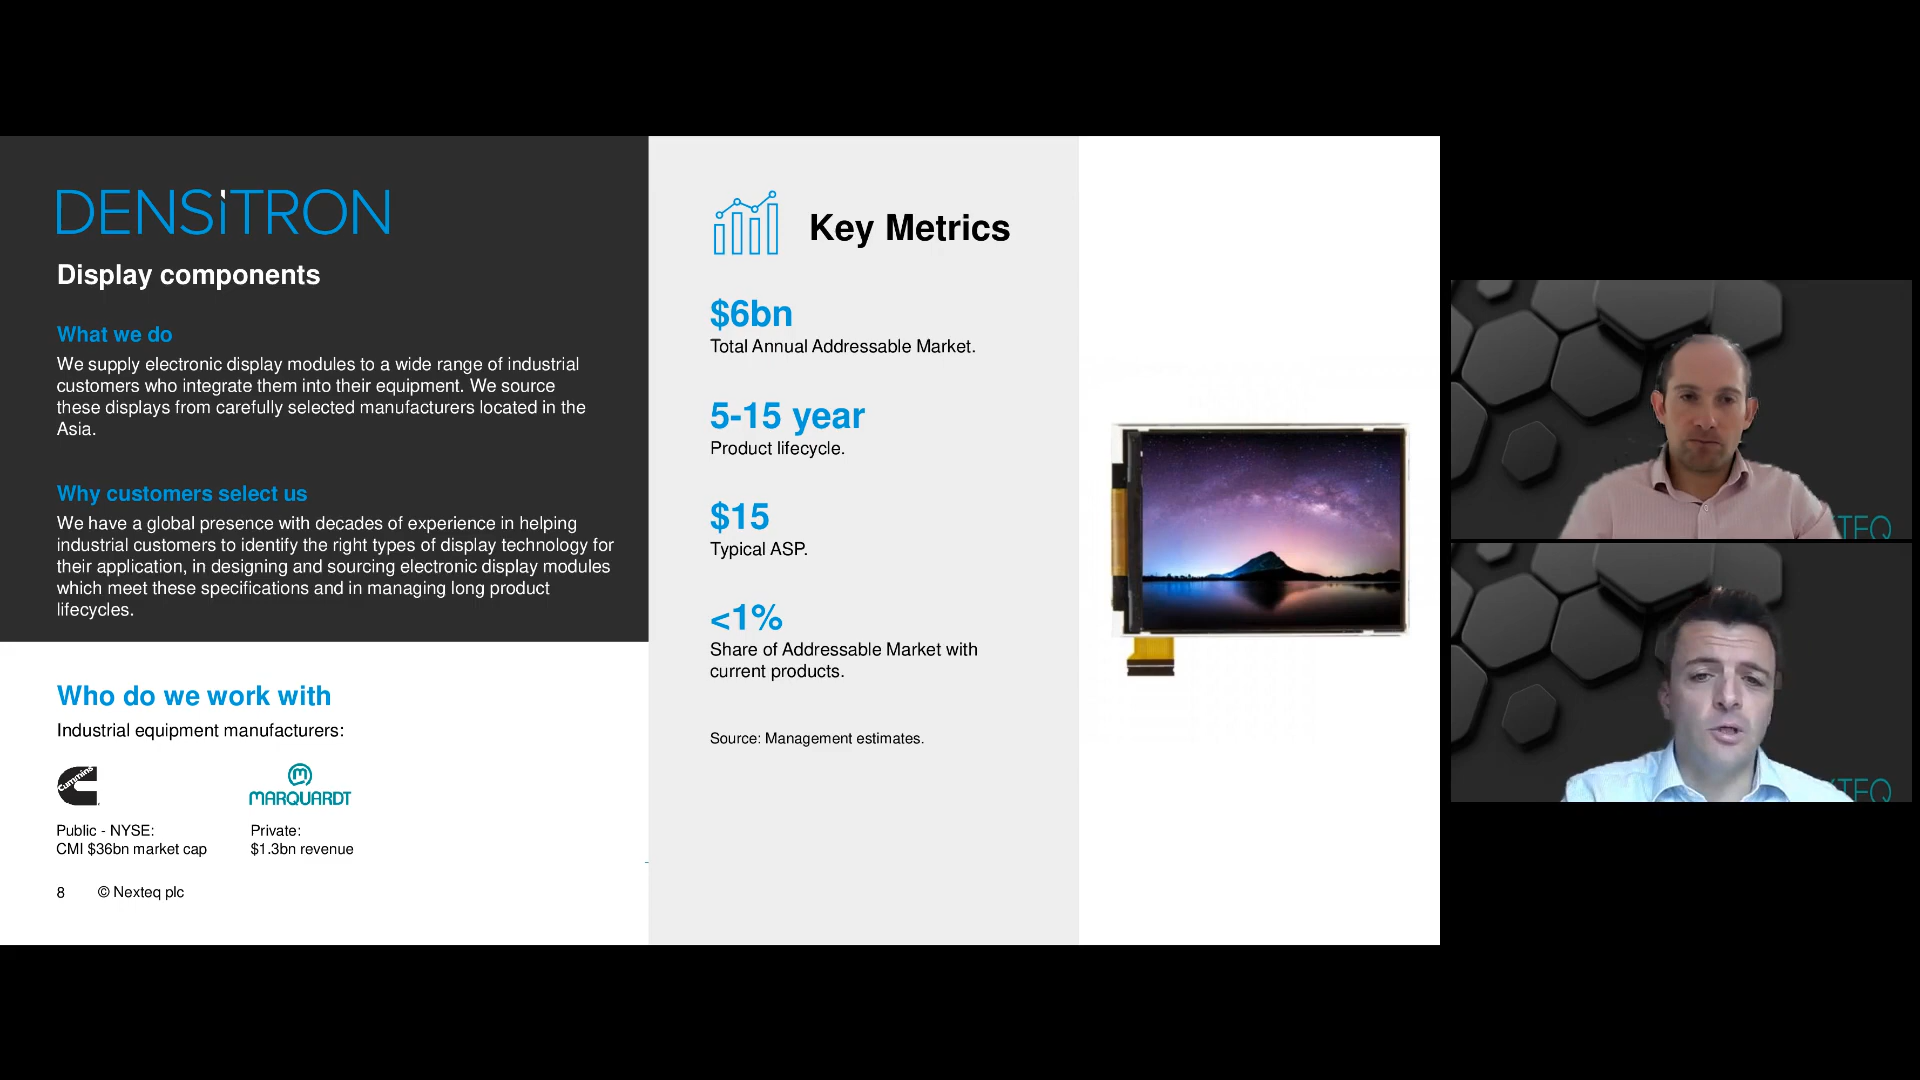 DENSiTRON
Display components
What we do
We supply electronic display modules to a wide range of industrial
customers who integrate them into their equipment. We source
these displays from carefully selected manufacturers located in the
Asia.
Why customers select us
We have a global presence with decades of experience in helping
industrial customers to identify the right types of display technology for
their application, in designing and sourcing electronic display modules
which meet these specifications and in managing long product
lifecycles.
Who do we work with
Industrial equipment manufacturers:
Cummins
MARQUARDT
Public - NYSE:
CMI $36bn market cap
Private:
$1.3bn revenue
8 © Nexteq plc
Key Metrics
$6bn
Total Annual Addressable Market.
5-15 year
Product lifecycle.
$15
Typical ASP.
<1%
Share of Addressable Market with
current products.
Source: Management estimates.
TEQ
XTEQ